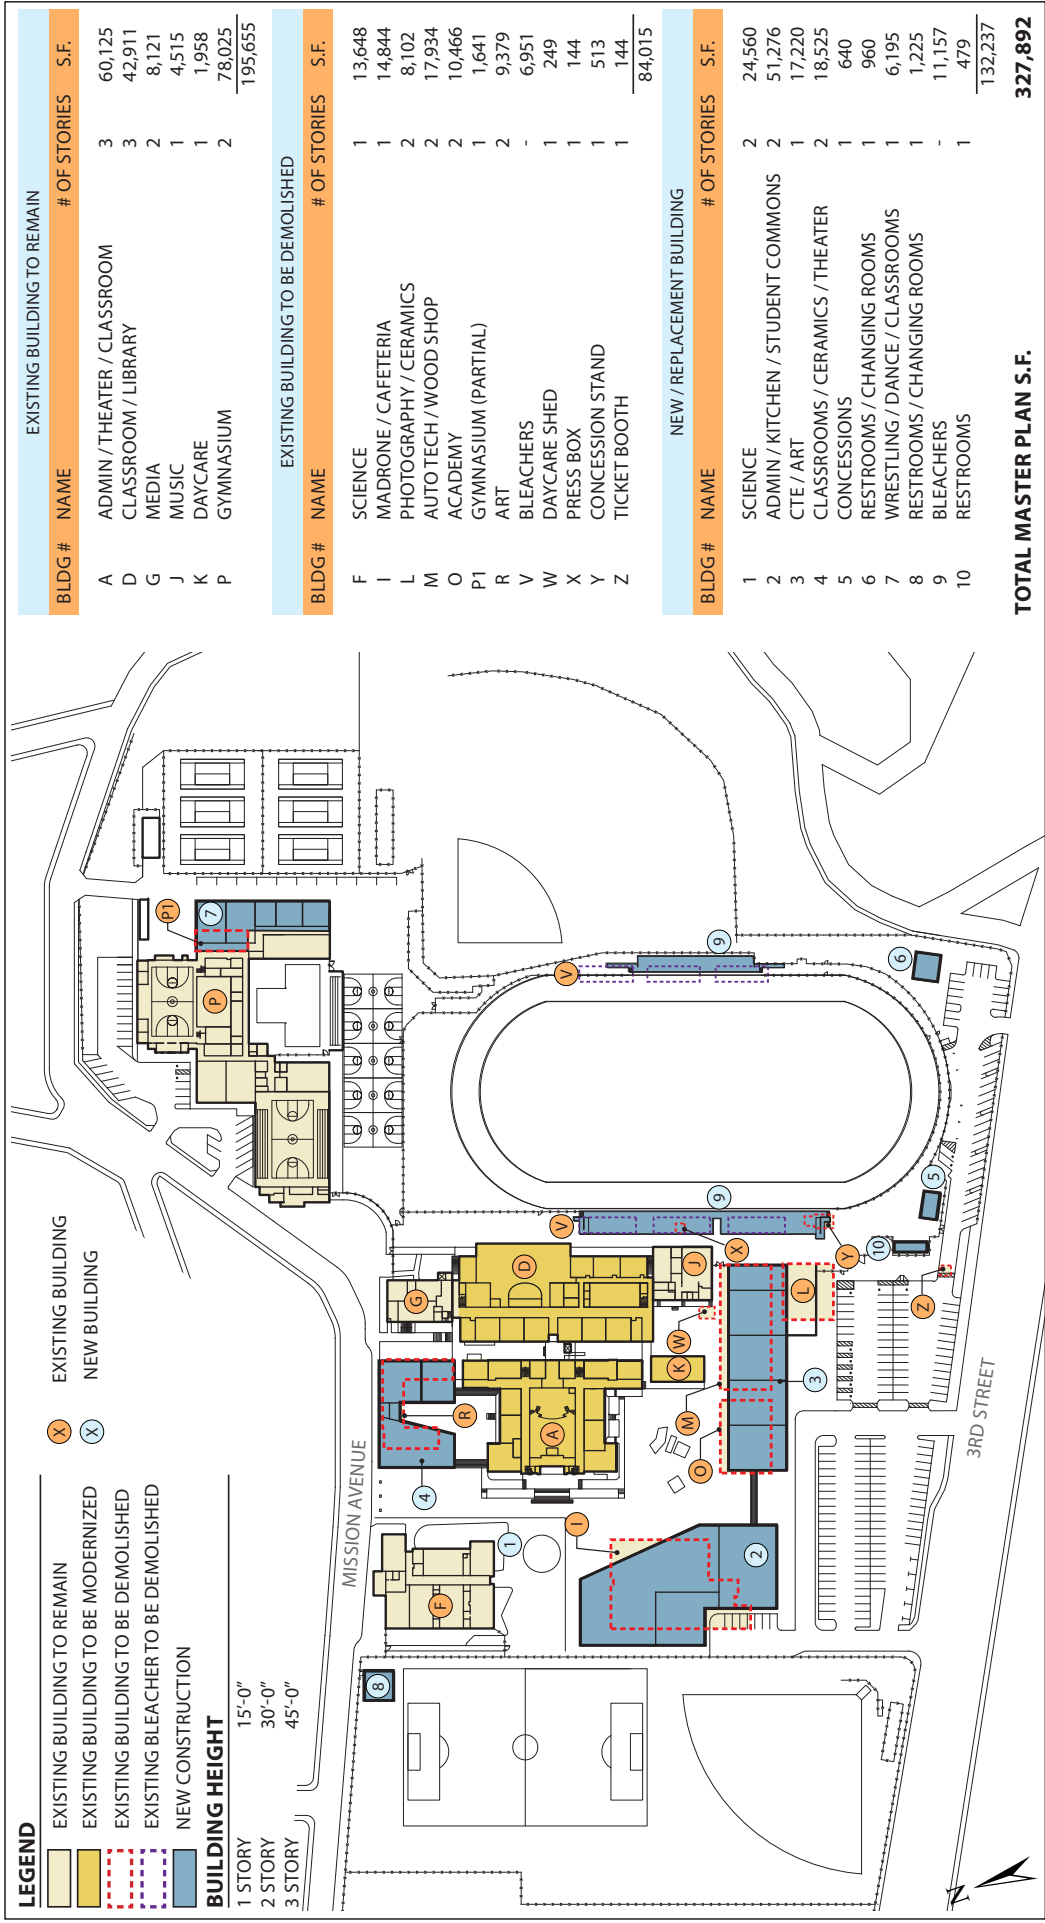 LEGEND
EXISTING BUILDING TO REMAIN
EXISTING BUILDING TO BE MODERNIZED
EXISTING BUILDING TO BE DEMOLISHED
EXISTING BLEACHER TO BE DEMOLISHED
NEW CONSTRUCTION
X EXISTING BUILDING
X NEW BUILDING
BUILDING HEIGHT
1 STORY 15'-0"
2 STORY 30'-0"
3 STORY 45'-0"
MISSION AVENUE
3RD STREET
N
8
F
1
4
R
A
G
D
K
W
J
I
2
O
M
3
L
Z
10
Y
X
V
9
5
P
P1
7
V
9
6
EXISTING BUILDING TO REMAIN
BLDG # NAME # OF STORIES S.F.
A ADMIN / THEATER / CLASSROOM 3 60,125
D CLASSROOM / LIBRARY 3 42,911
G MEDIA 2 8,121
J MUSIC 1 4,515
K DAYCARE 1 1,958
P GYMNASIUM 2 78,025
195,655
EXISTING BUILDING TO BE DEMOLISHED
BLDG # NAME # OF STORIES S.F.
F SCIENCE 1 13,648
I MADRONE / CAFETERIA 1 14,844
L PHOTOGRAPHY / CERAMICS 2 8,102
M AUTO TECH / WOOD SHOP 2 17,934
O ACADEMY 2 10,466
P1 GYMNASIUM (PARTIAL) 1 1,641
R ART 2 9,379
V BLEACHERS - 6,951
W DAYCARE SHED 1 249
X PRESS BOX 1 144
Y CONCESSION STAND 1 513
Z TICKET BOOTH 1 144
84,015
NEW / REPLACEMENT BUILDING
BLDG # NAME # OF STORIES S.F.
1 SCIENCE 2 24,560
2 ADMIN / KITCHEN / STUDENT COMMONS 2 51,276
3 CTE / ART 1 17,220
4 CLASSROOMS / CERAMICS / THEATER 2 18,525
5 CONCESSIONS 1 640
6 RESTROOMS / CHANGING ROOMS 1 960
7 WRESTLING / DANCE / CLASSROOMS 1 6,195
8 RESTROOMS / CHANGING ROOMS 1 1,225
9 BLEACHERS - 11,157
10 RESTROOMS 1 479
132,237
TOTAL MASTER PLAN S.F. 327,892